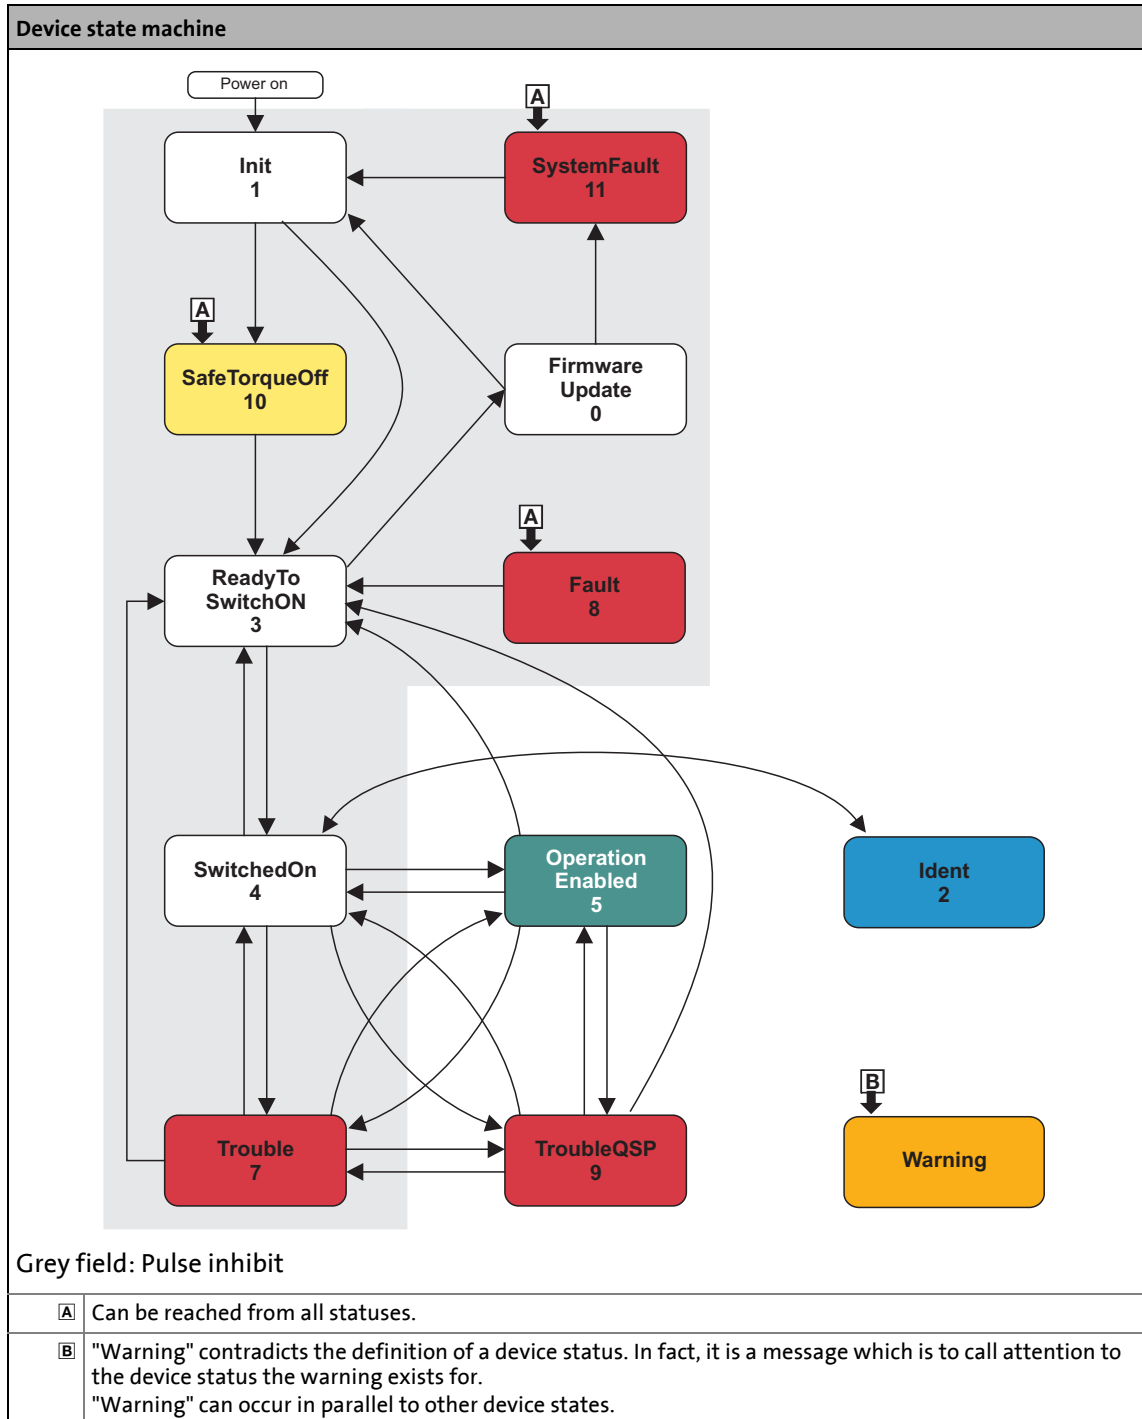 Device state machine
Power on
A
Init
1
SystemFault
11
A
SafeTorqueOff
10
Firmware
Update
0
A
ReadyTo
SwitchON
3
Fault
8
SwitchedOn
4
Operation
Enabled
5
Ident
2
B
Trouble
7
TroubleQSP
9
Warning
Grey field: Pulse inhibit
A Can be reached from all statuses.
B "Warning" contradicts the definition of a device status. In fact, it is a message which is to call attention to
the device status the warning exists for.
"Warning" can occur in parallel to other device states.